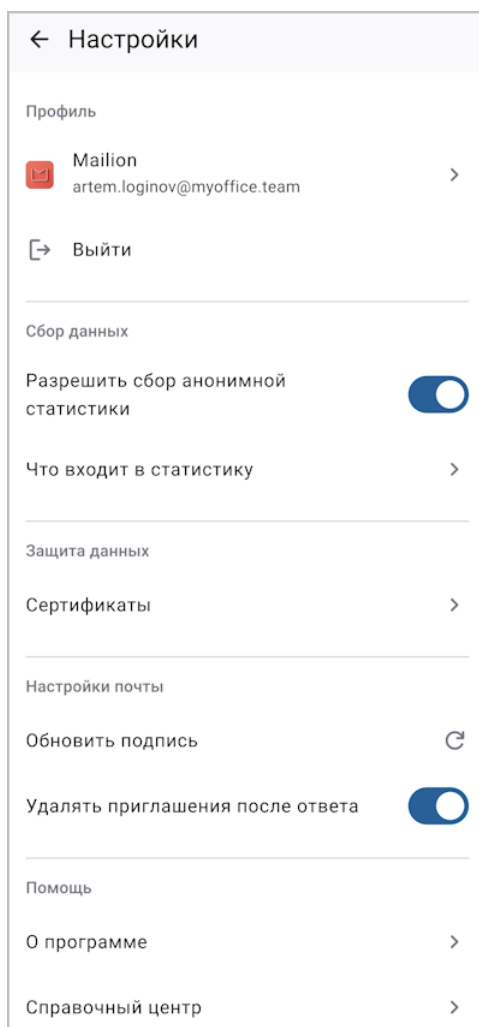 Настройки
Профиль
Mailion
artem.loginov@myoffice.team
Выйти
Сбор данных
Разрешить сбор анонимной
статистики
Что входит в статистику
Защита данных
Сертификаты
Настройки почты
Обновить подпись
Удалять приглашения после ответа
Помощь
О программе
Справочный центр